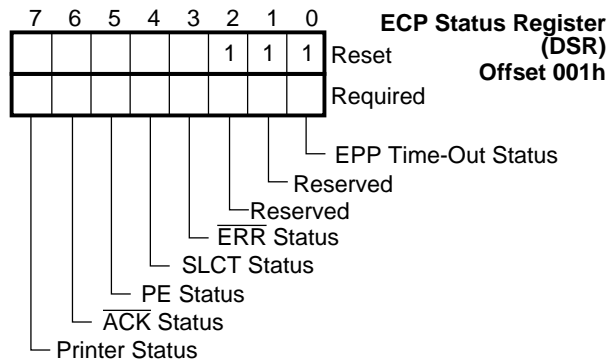 7 6 5 4 3 2 1 0
ECP Status Register
(DSR)
Offset 001h
1 1 1 Reset
Required
EPP Time-Out Status
Reserved
Reserved
ERR Status
SLCT Status
PE Status
ACK Status
Printer Status